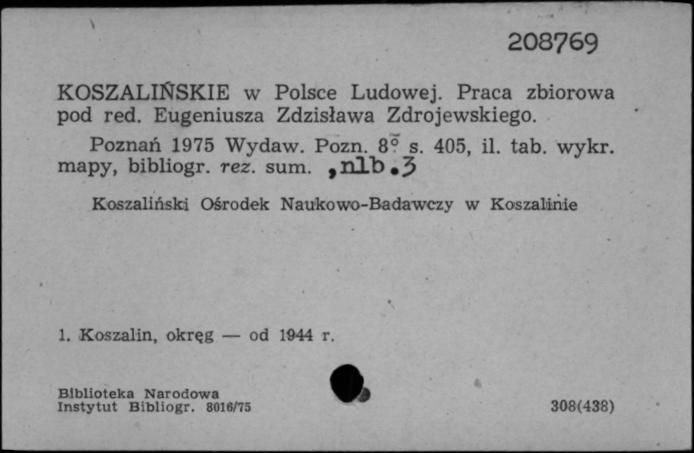 208769
KOSZALIŃSKIE w Polsce Ludowej. Praca zbiorowa
pod red. Eugeniusza Zdzisława Zdrojewskiego.
Poznań 1975 Wydaw. Pozn. 8° s. 405, il. tab. wykr.
mapy, bibliogr. rez. sum. ,nlb.3
Koszaliński Ośrodek Naukowo-Badawczy w Koszalinie
1. Koszalin, okręg — od 1944 r.
Biblioteka Narodowa
Instytut Bibliogr. 8016/75
308(438)